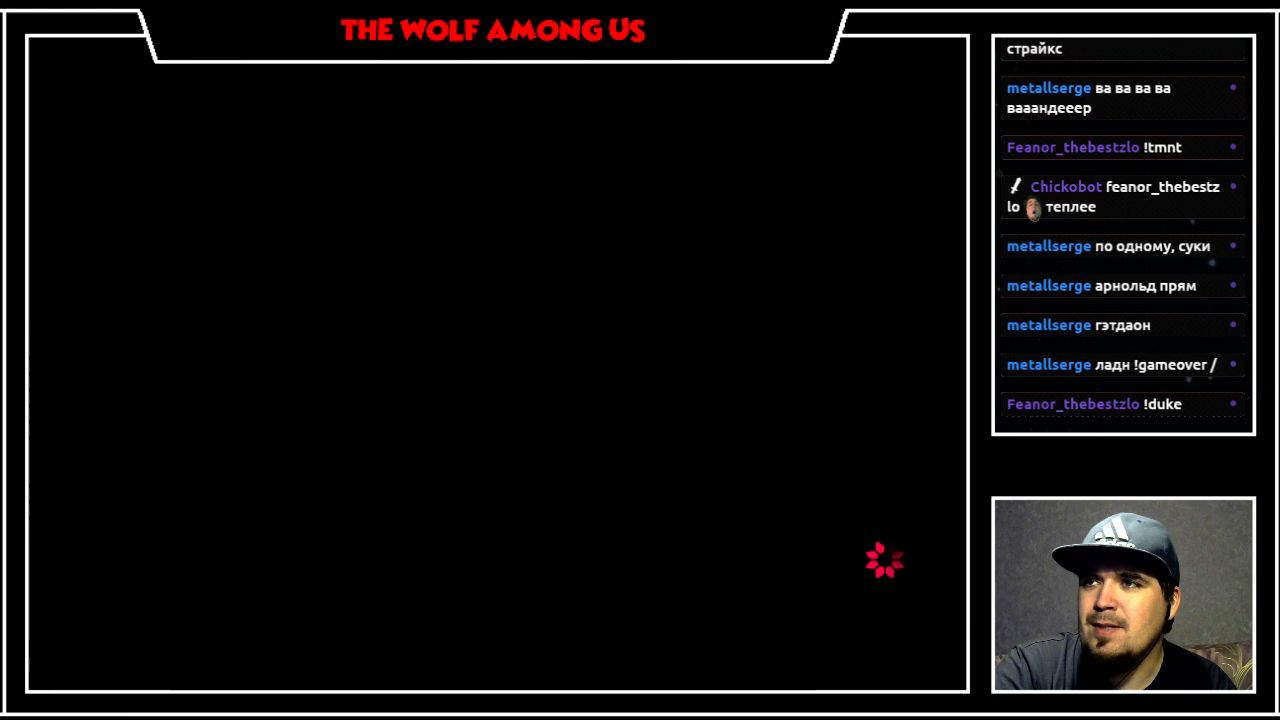 THE WOLF AMONG US
страйкс
metallserge ва ва ва ва
вааандееер
Feanor_thebestzlo !tmnt
Chickobot feanor_thebestz
lo теплее
metallserge по одному, суки
metallserge арнольд прям
metallserge гэтдаон
metallserge ладн !gameover /
Feanor_thebestzlo !duke
adidas